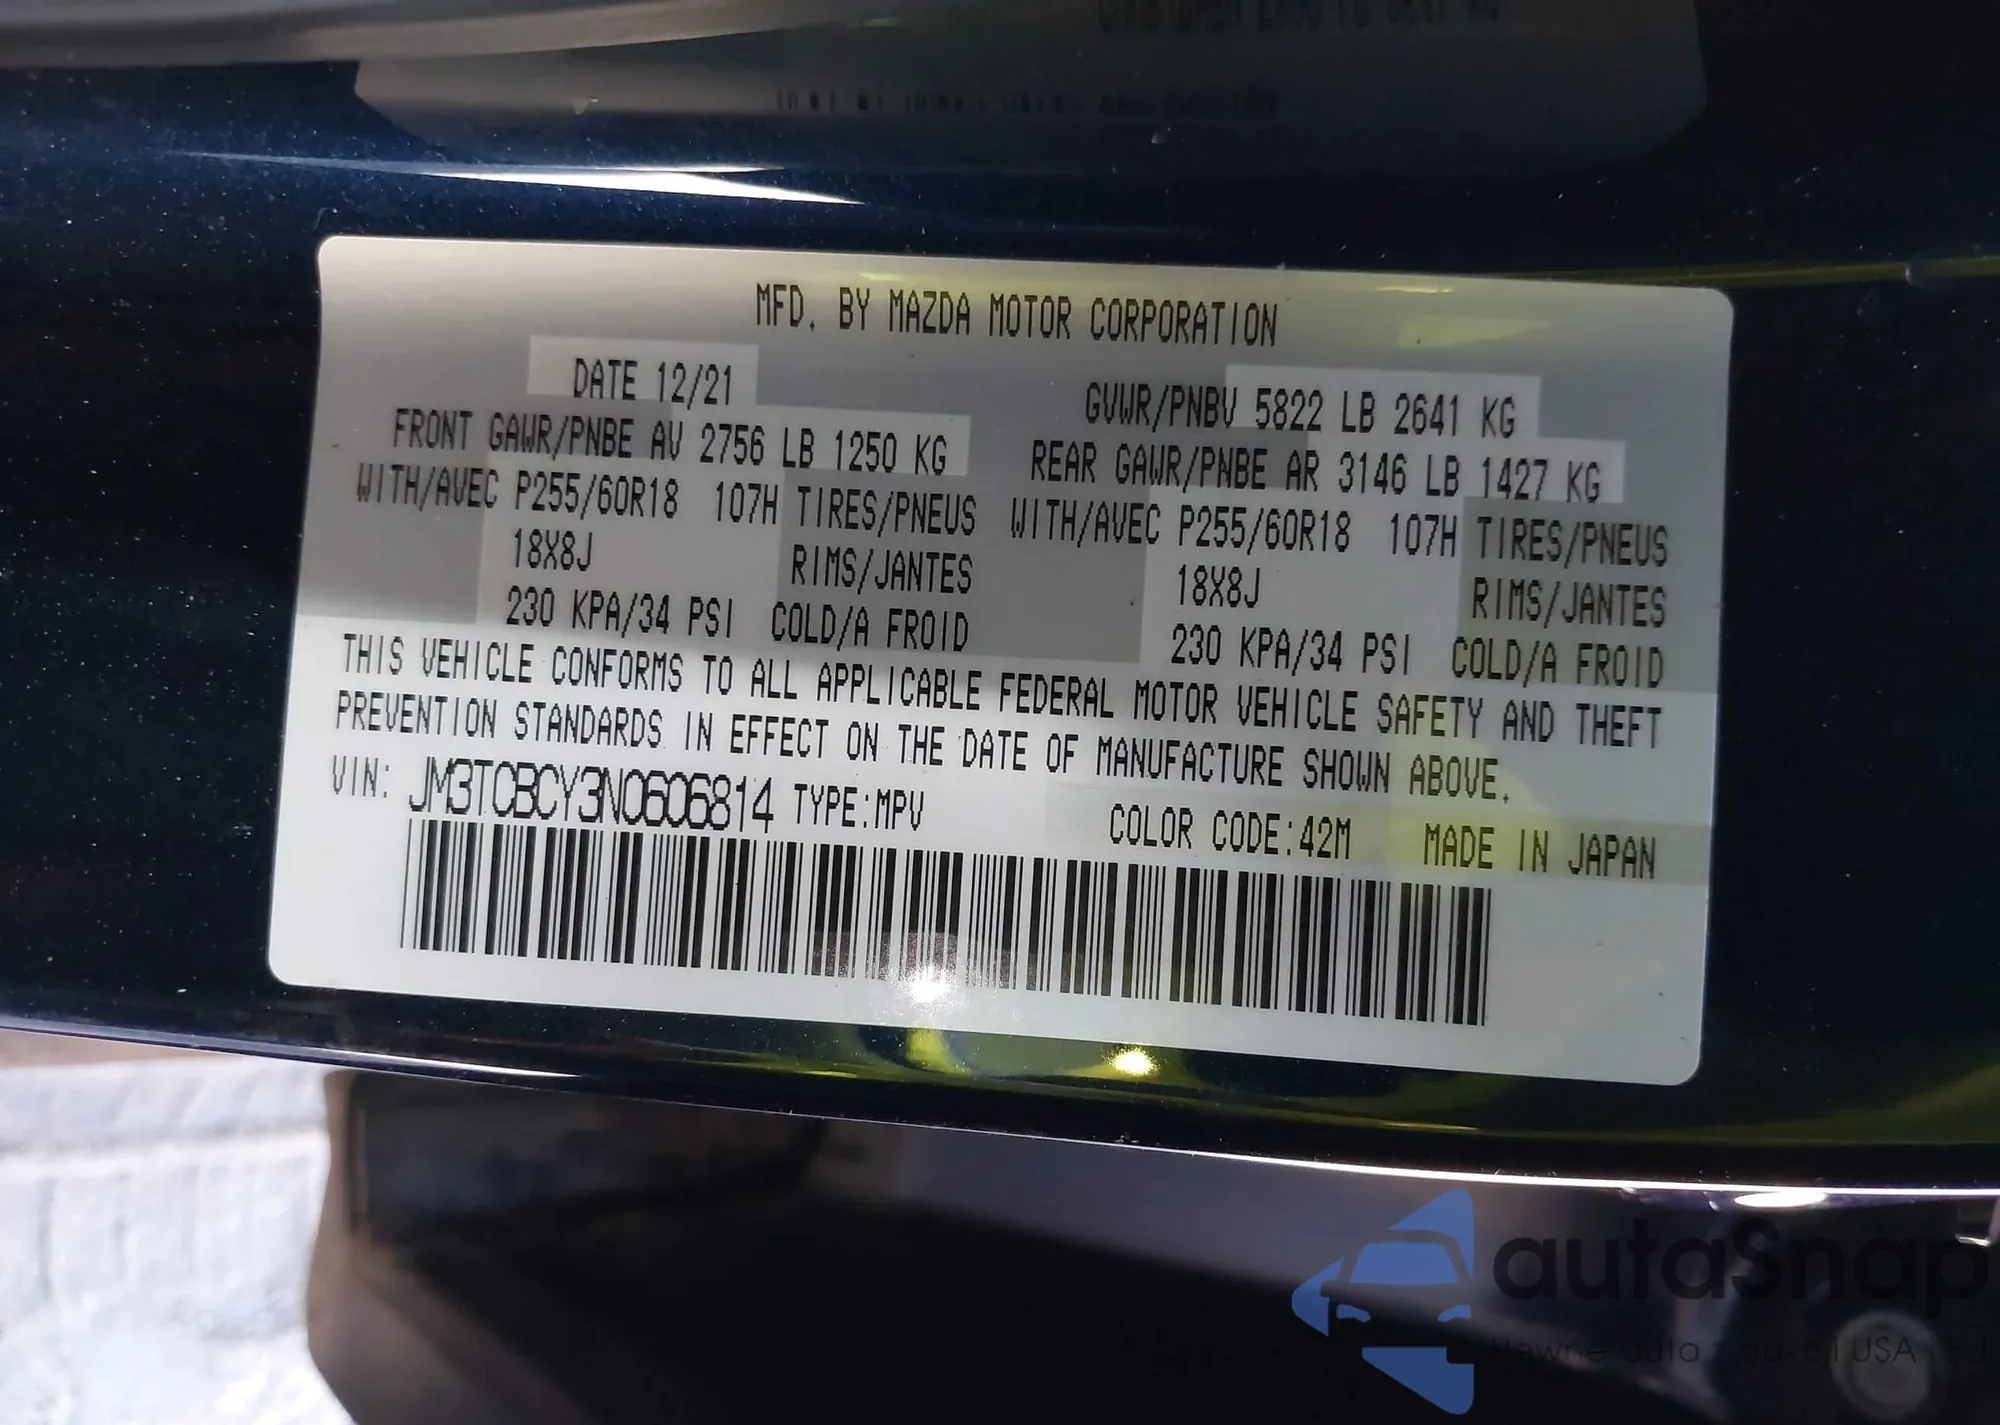 MFD. BY MAZDA MOTOR CORPORATION
DATE 12/21 GVWR/PNBV 5822 LB 2641 KG
FRONT GAWR/PNBE AV 2756 LB 1250 KG REAR GAWR/PNBE AR 3146 LB 1427 KG
WITH/AVEC P255/60R18 107H TIRES/PNEUS WITH/AVEC P255/60R18 107H TIRES/PNEUS
18X8J RIMS/JANTES 18X8J RIMS/JANTES
230 KPA/34 PSI COLD/A FROID 230 KPA/34 PSI COLD/A FROID
THIS VEHICLE CONFORMS TO ALL APPLICABLE FEDERAL MOTOR VEHICLE SAFETY AND THEFT
PREVENTION STANDARDS IN EFFECT ON THE DATE OF MANUFACTURE SHOWN ABOVE.
VIN: JM3TCBCY3N0606814 TYPE:MPV COLOR CODE:42M MADE IN JAPAN
autaSnap
auta USA i EU